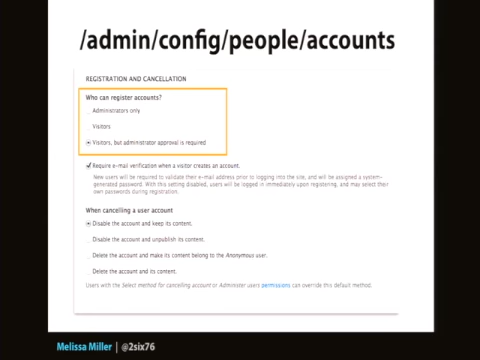 /admin/config/people/accounts
REGISTRATION AND CANCELLATION
Who can register accounts?
Administrators only
Visitors
Visitors, but administrator approval is required
Require e-mail verification when a visitor creates an account.
New users will be required to validate their e-mail address prior to logging into the site, and will be assigned a system-
generated password. With this setting disabled, users will be logged in immediately upon registering, and may select their
own passwords during registration.
When cancelling a user account
Disable the account and keep its content.
Disable the account and unpublish its content.
Delete the account and make its content belong to the Anonymous user.
Delete the account and its content.
Users with the Select method for cancelling account or Administer users permissions can override this default method.
Melissa Miller | @2six76